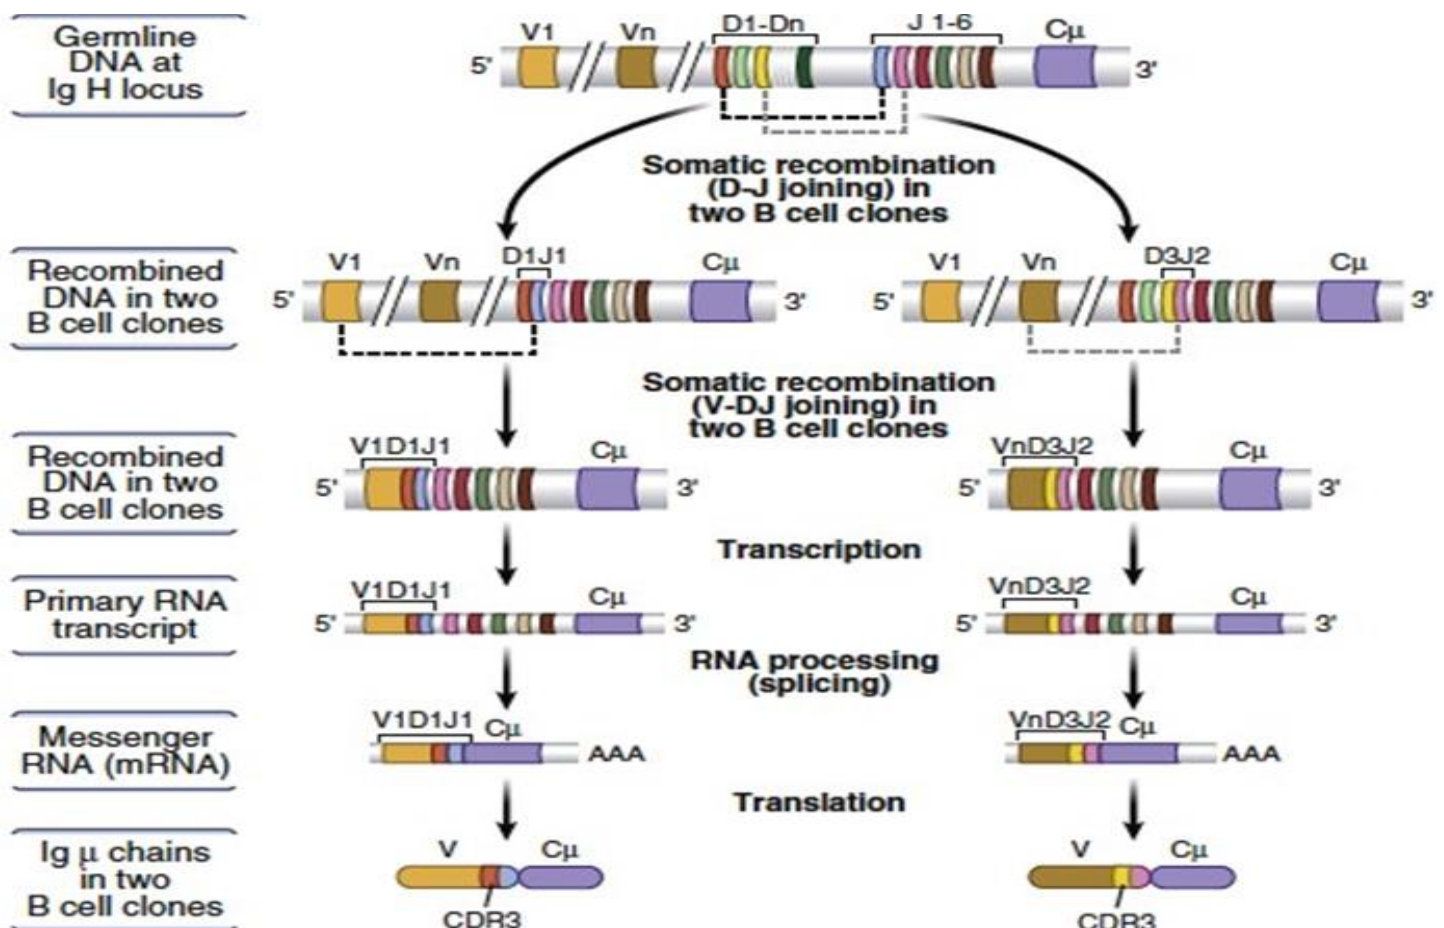 Germline
DNA at
Ig H locus
V1
Vn
D1-Dn
J 1-6
Cμ
5'
3'
Somatic recombination
(D-J joining) in
two B cell clones
Recombined
DNA in two
B cell clones
V1
Vn
D1J1
Cμ
5'
3'
V1
Vn
D3J2
Cμ
5'
3'
Somatic recombination
(V-DJ joining) in
two B cell clones
Recombined
DNA in two
B cell clones
V1D1J1
Cμ
5'
3'
VnD3J2
Cμ
5'
3'
Transcription
Primary RNA
transcript
V1D1J1
Cμ
5'
3'
VnD3J2
Cμ
5'
3'
RNA processing
(splicing)
Messenger
RNA (mRNA)
V1D1J1
Cμ
AAA
VnD3J2
Cμ
AAA
Translation
Ig μ chains
in two
B cell clones
V
Cμ
CDR3
V
Cμ
CDR3